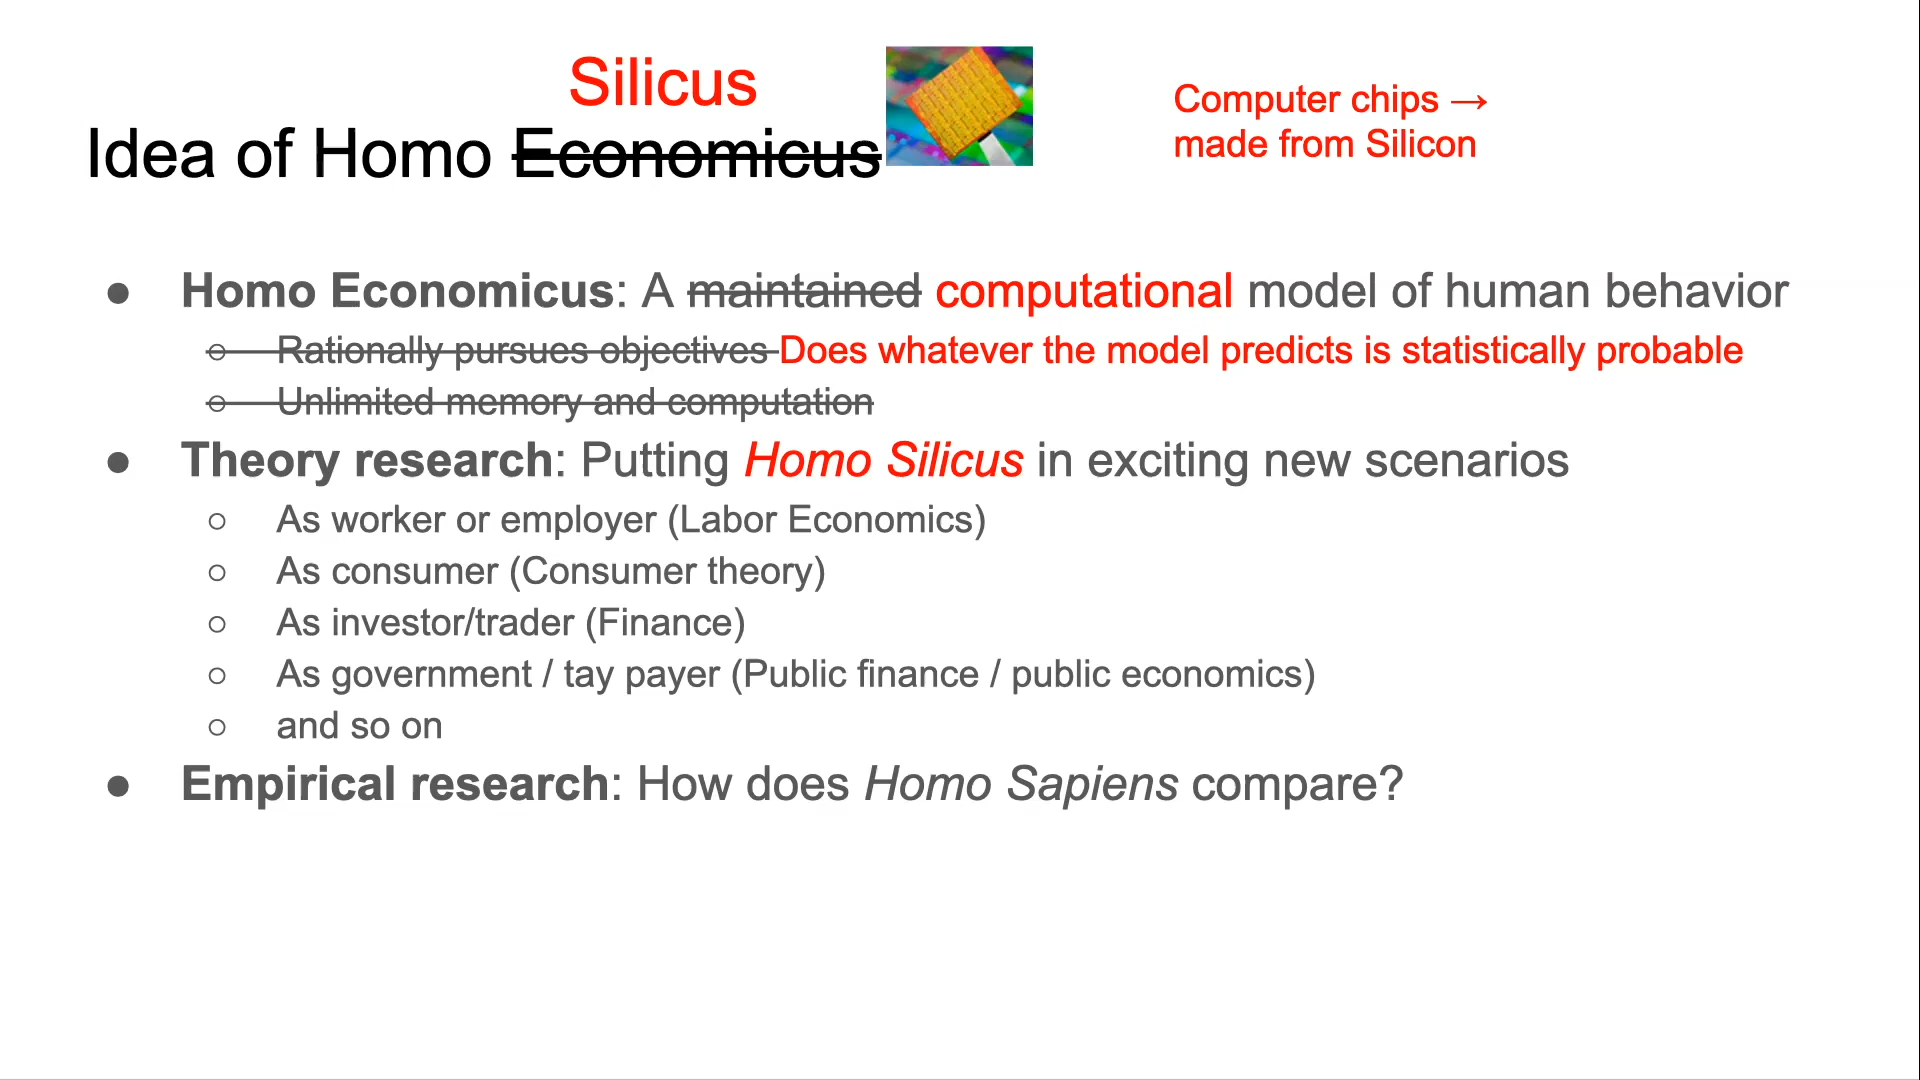 Silicus
Idea of Homo Economicus
Computer chips →
made from Silicon
● Homo Economicus: A maintained computational model of human behavior
○ Rationally pursues objectives Does whatever the model predicts is statistically probable
○ Unlimited memory and computation
● Theory research: Putting Homo Silicus in exciting new scenarios
○ As worker or employer (Labor Economics)
○ As consumer (Consumer theory)
○ As investor/trader (Finance)
○ As government / tay payer (Public finance / public economics)
○ and so on
● Empirical research: How does Homo Sapiens compare?